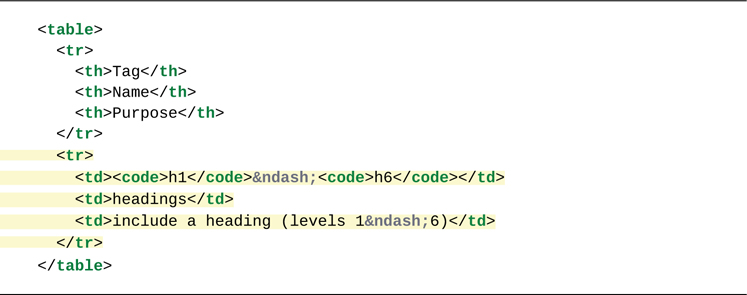 <table>
<tr>
<th>Tag</th>
<th>Name</th>
<th>Purpose</th>
</tr>
<tr>
<td><code>h1</code>&ndash;<code>h6</code></td>
<td>headings</td>
<td>include a heading (levels 1&ndash;6)</td>
</tr>
</table>